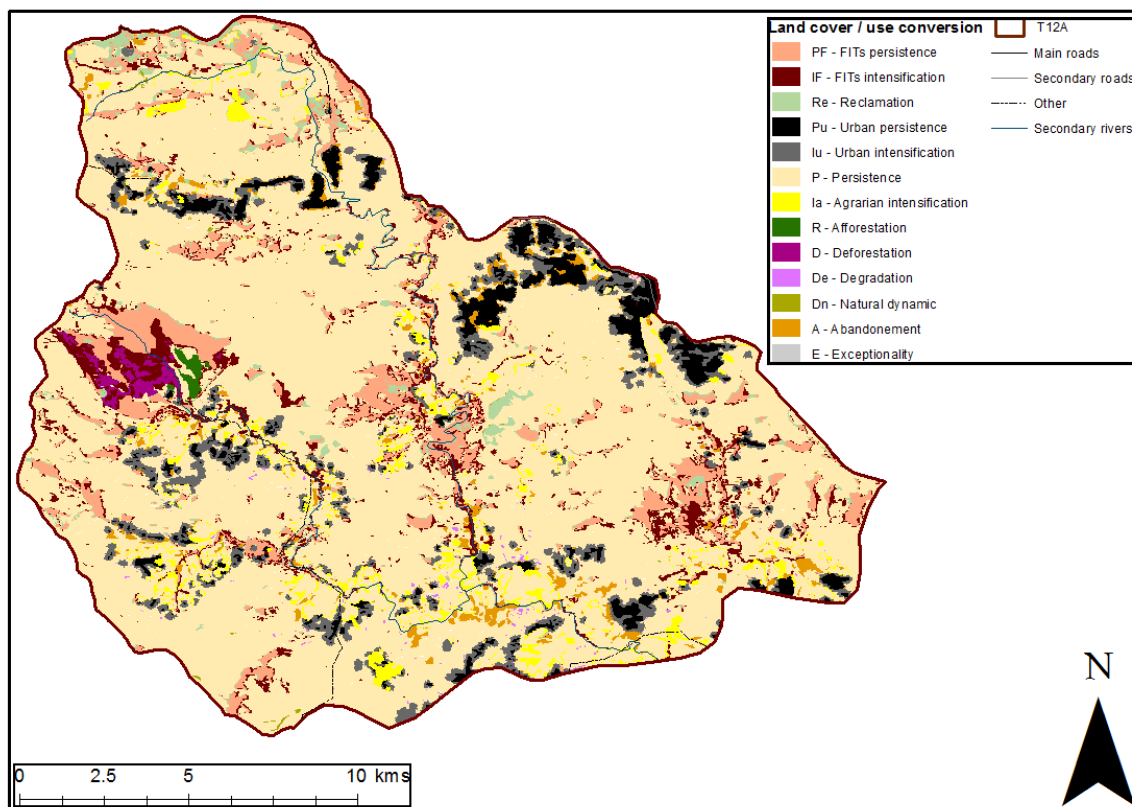 Land cover / use conversion
PF - FITs persistence
IF - FITs intensification
Re - Reclamation
Pu - Urban persistence
Iu - Urban intensification
P - Persistence
Ia - Agrarian intensification
R - Afforestation
D - Deforestation
De - Degradation
Dn - Natural dynamic
A - Abandonement
E - Exceptionality
T12A
Main roads
Secondary roads
Other
Secondary rivers
N
0 2.5 5 10 kms